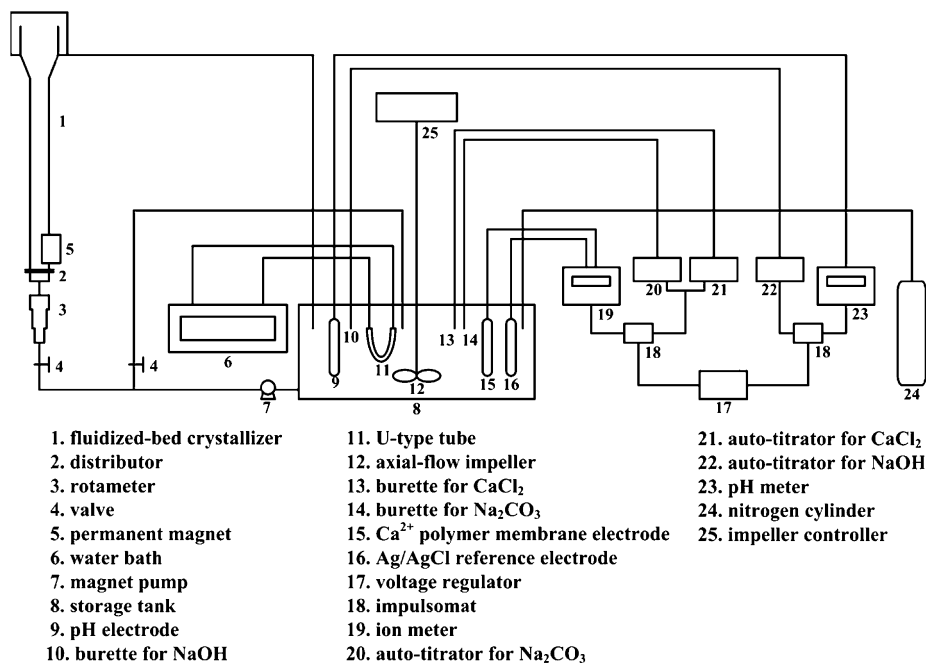 1
25
5
2
3
4
4
6
7
9
10
11
12
8
13
14
15
16
19
20
21
22
23
18
18
17
24
1. fluidized-bed crystallizer
2. distributor
3. rotameter
4. valve
5. permanent magnet
6. water bath
7. magnet pump
8. storage tank
9. pH electrode
10. burette for NaOH
11. U-type tube
12. axial-flow impeller
13. burette for CaCl₂
14. burette for Na₂CO₃
15. Ca²⁺ polymer membrane electrode
16. Ag/AgCl reference electrode
17. voltage regulator
18. impulsomat
19. ion meter
20. auto-titrator for Na₂CO₃
21. auto-titrator for CaCl₂
22. auto-titrator for NaOH
23. pH meter
24. nitrogen cylinder
25. impeller controller